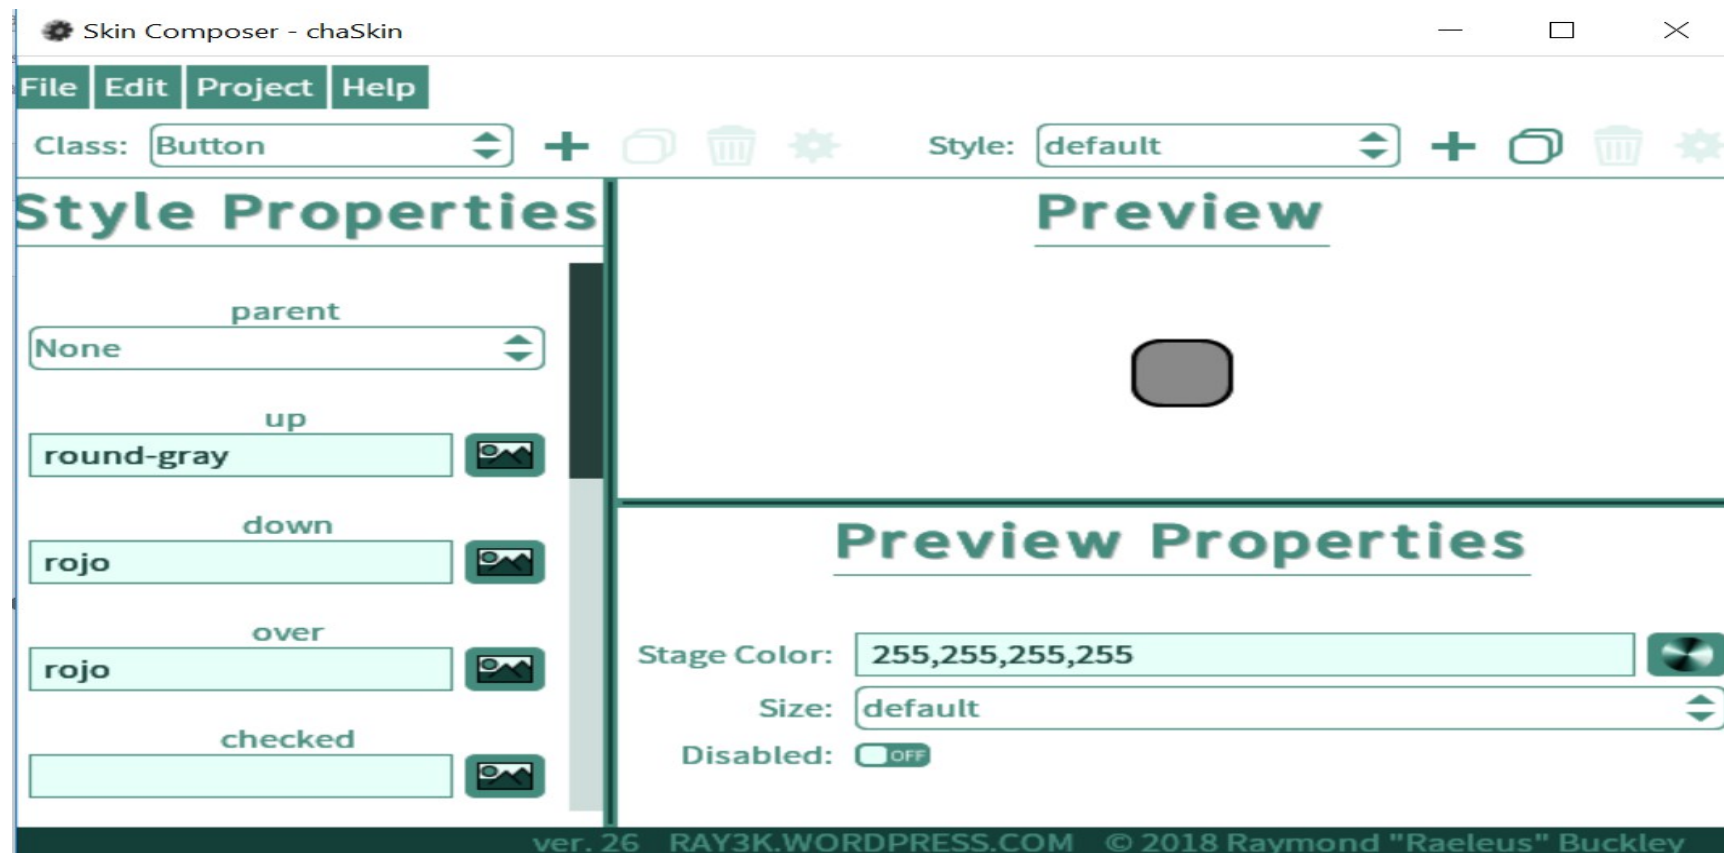 Skin Composer - chaSkin
File Edit Project Help
Class: Button Style: default
Style Properties
parent
None
up
round-gray
down
rojo
over
rojo
checked
Preview
Preview Properties
Stage Color: 255,255,255,255
Size: default
Disabled: OFF
ver. 26 RAY3K.WORDPRESS.COM © 2018 Raymond "Raeleus" Buckley